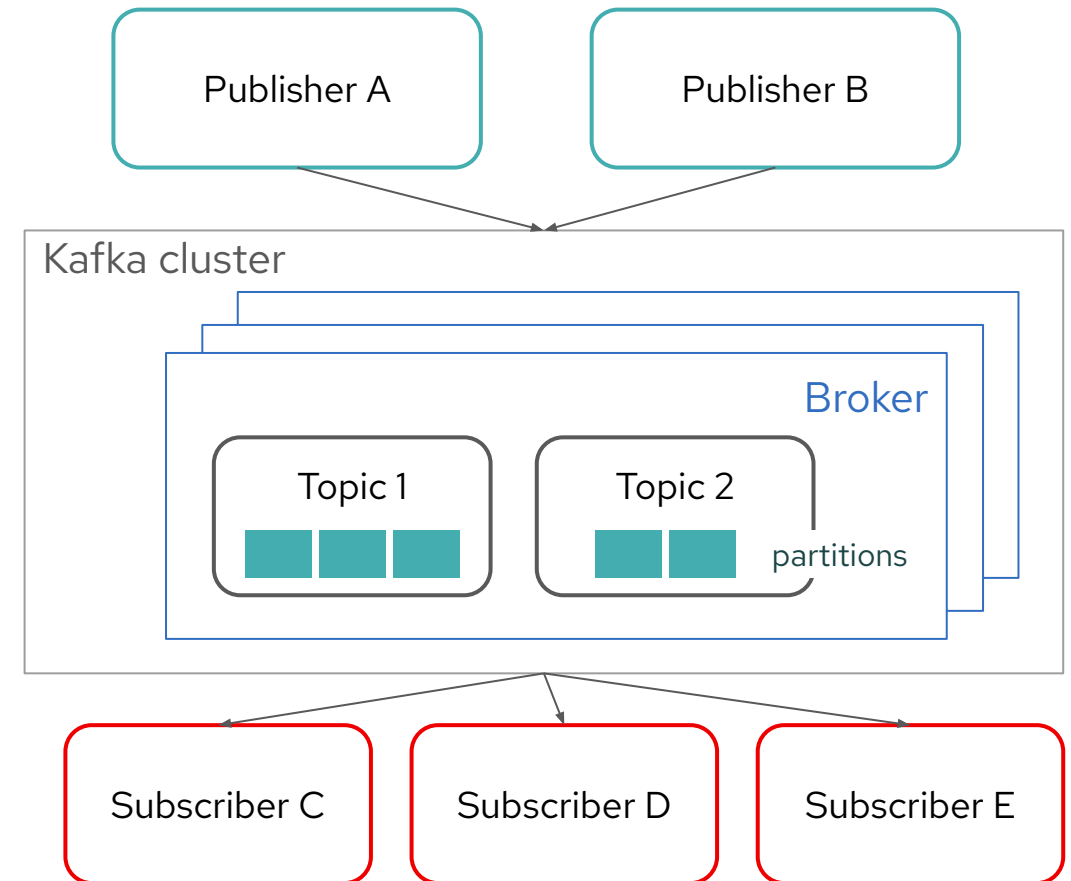 Publisher A
Publisher B
Kafka cluster
Broker
Topic 1
Topic 2
partitions
Subscriber C
Subscriber D
Subscriber E